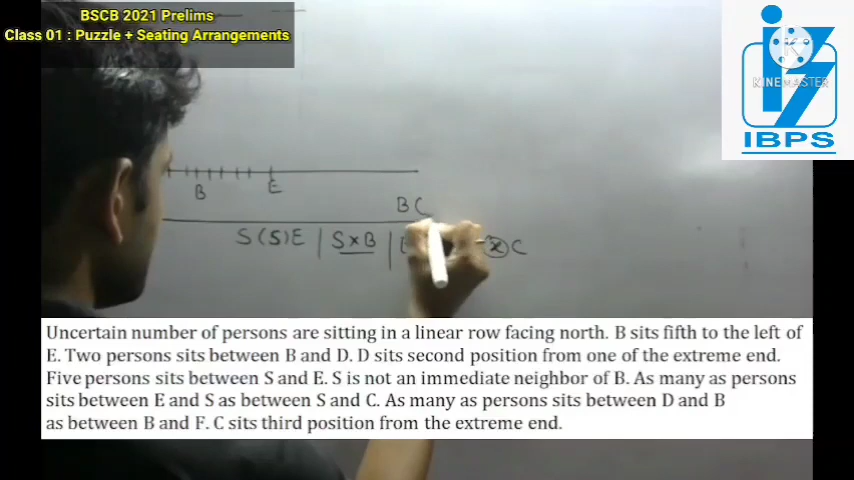 BSCB 2021 Prelims
Class 01 : Puzzle + Seating Arrangements
KINEMASTER
IBPS
B E
B C
S(5)E | S×B | × C
Uncertain number of persons are sitting in a linear row facing north. B sits fifth to the left of
E. Two persons sits between B and D. D sits second position from one of the extreme end.
Five persons sits between S and E. S is not an immediate neighbor of B. As many as persons
sits between E and S as between S and C. As many as persons sits between D and B
as between B and F. C sits third position from the extreme end.